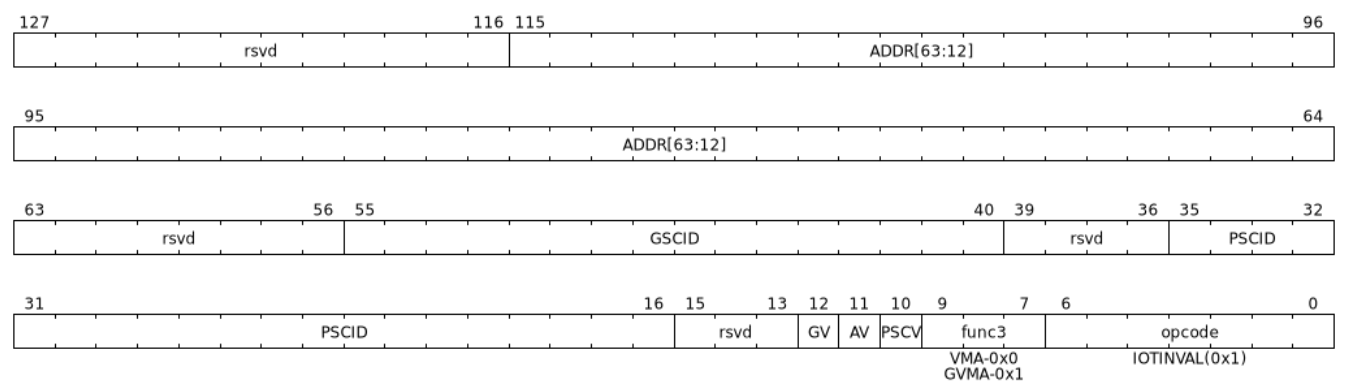 127 116 115 96
rsvd ADDR[63:12]
95 64
ADDR[63:12]
63 56 55 40 39 36 35 32
rsvd GSCID rsvd PSCID
31 16 15 13 12 11 10 9 7 6 0
PSCID rsvd GV AV PSCV func3 opcode
VMA-0x0 IOTINVAL(0x1)
GVMA-0x1